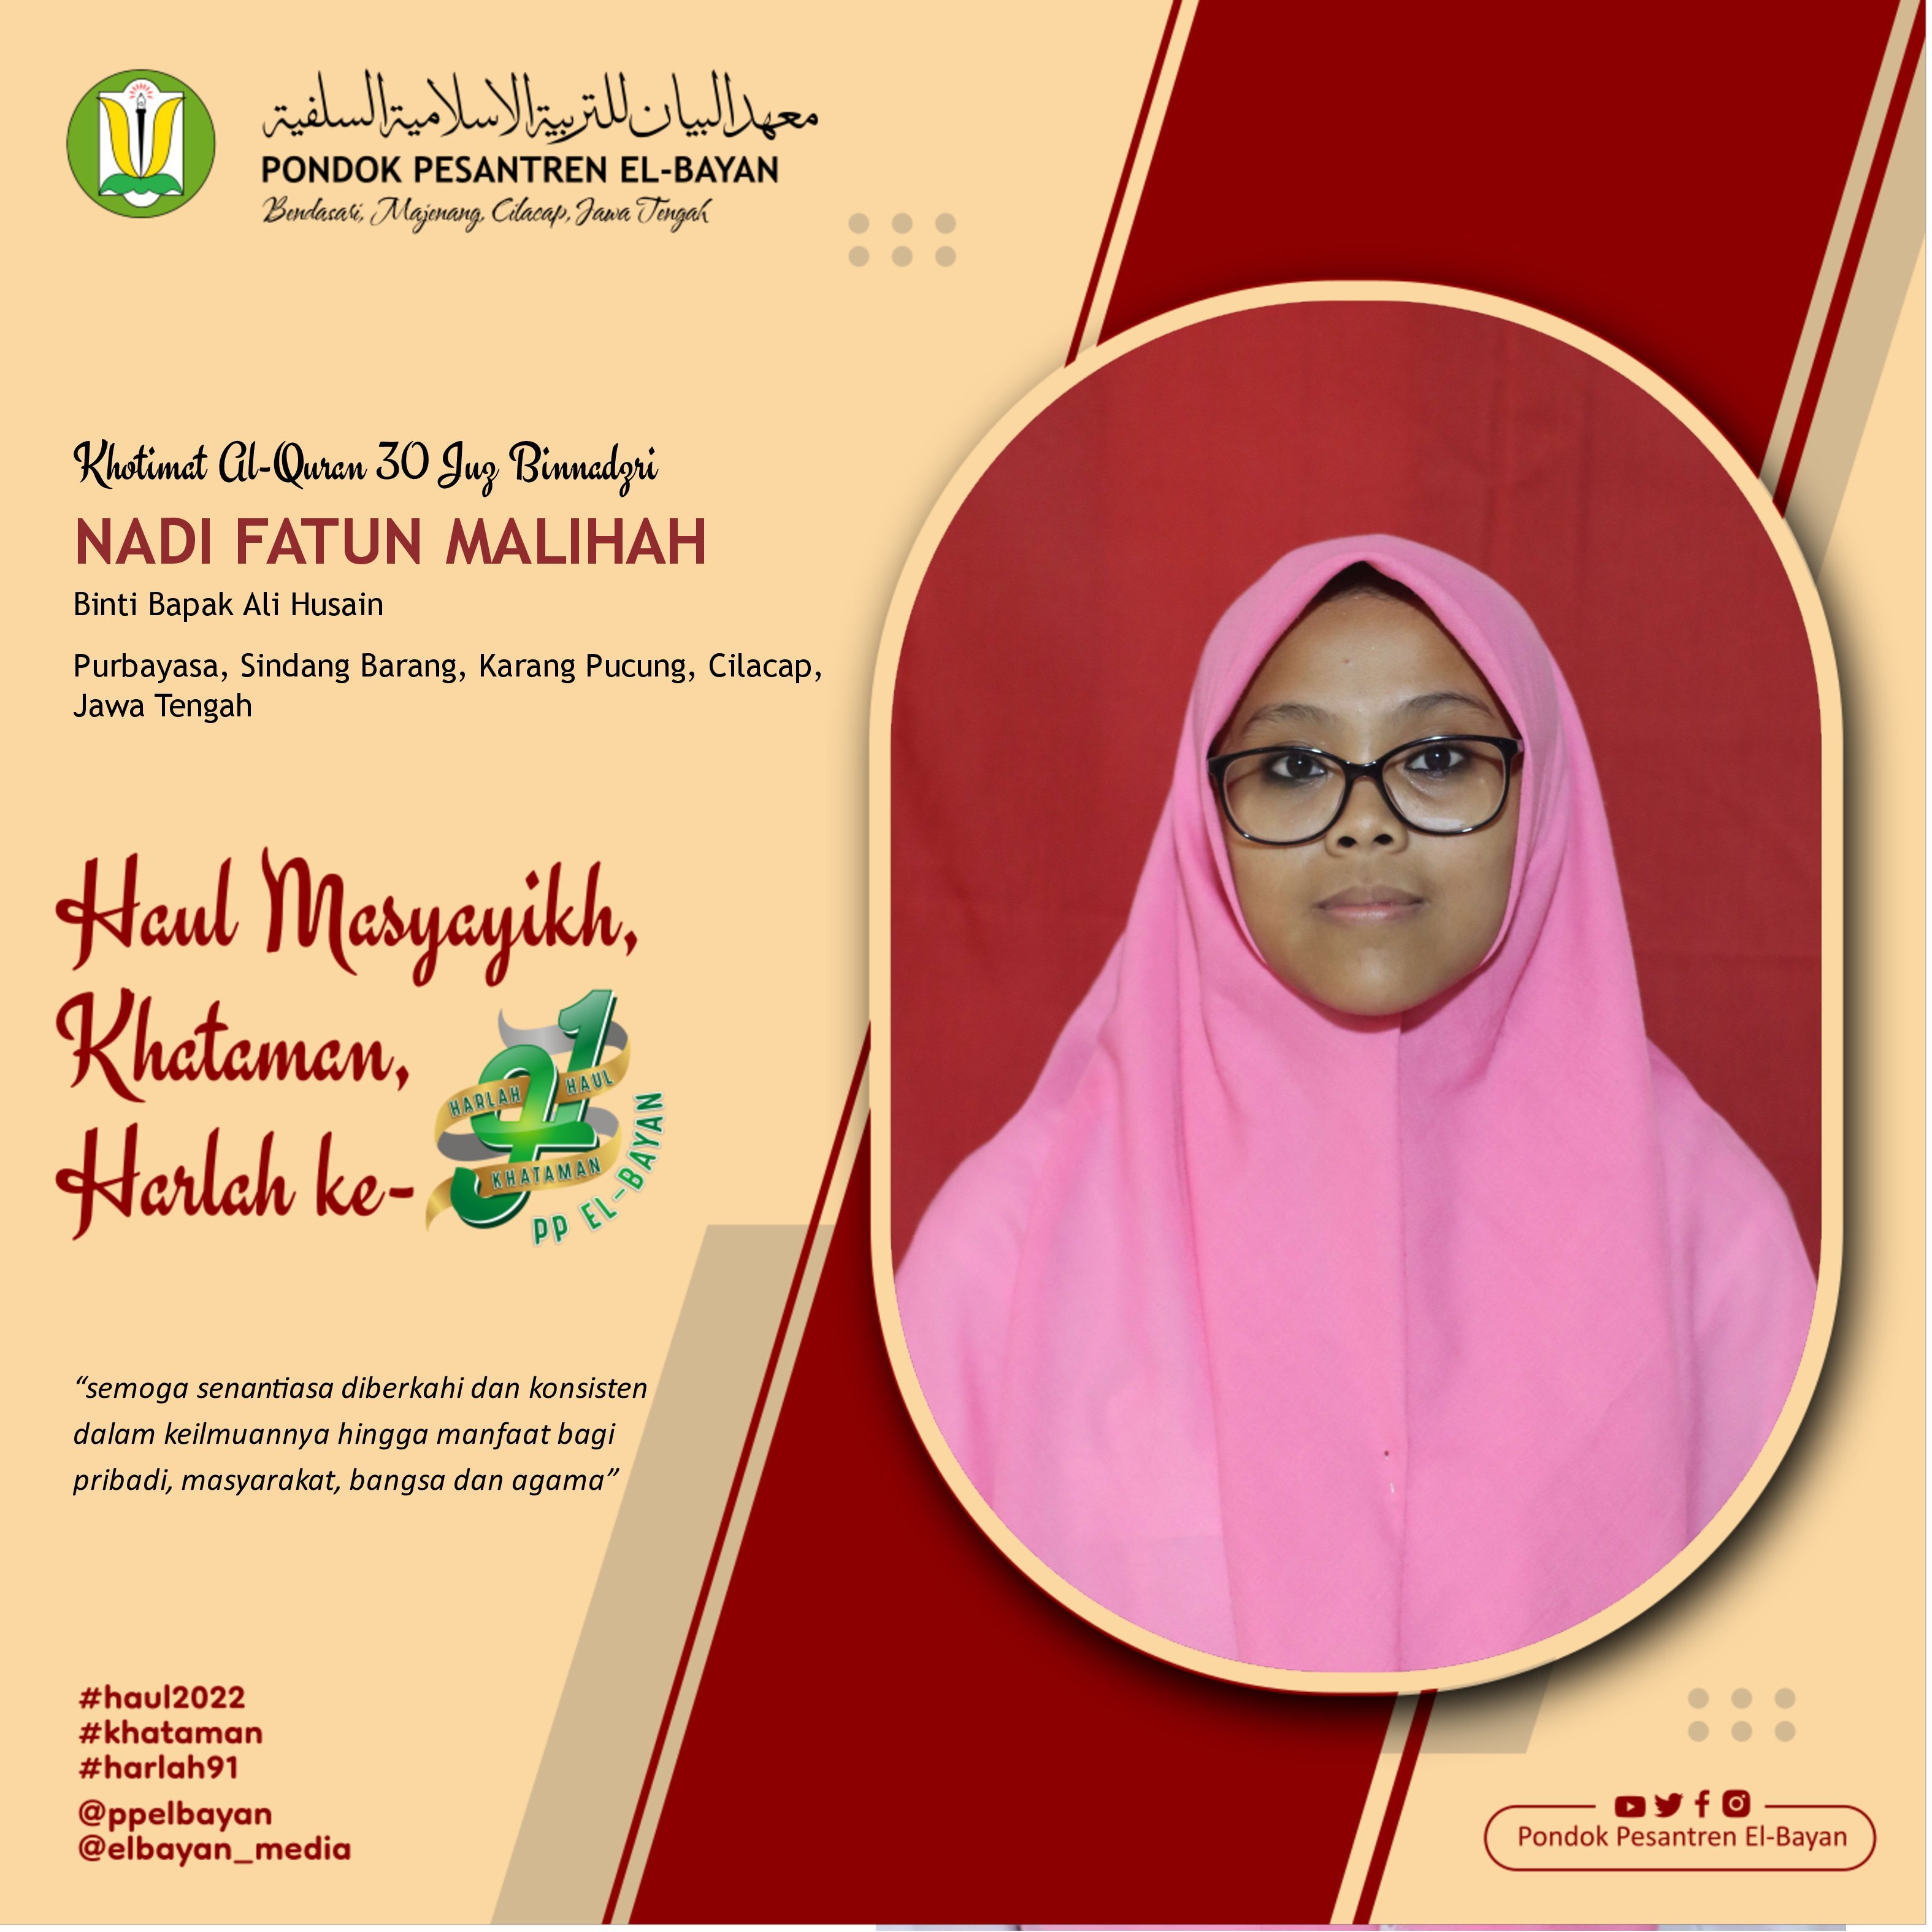 معهد البيان للتربية الاسلامية السلفية
PONDOK PESANTREN EL-BAYAN
Bendasari, Majenang, Cilacap, Jawa Tengah
Khotimat Al-Quran 30 Juz Binnadzri
NADI FATUN MALIHAH
Binti Bapak Ali Husain
Purbayasa, Sindang Barang, Karang Pucung, Cilacap,
Jawa Tengah
Haul Masyayikh,
Khataman,
Harlah ke-
91
HARLAH HAUL
KHATAMAN
PP EL-BAYAN
“semoga senantiasa diberkahi dan konsisten
dalam keilmuannya hingga manfaat bagi
pribadi, masyarakat, bangsa dan agama”
#haul2022
#khataman
#harlah91
@ppelbayan
@elbayan_media
Pondok Pesantren El-Bayan